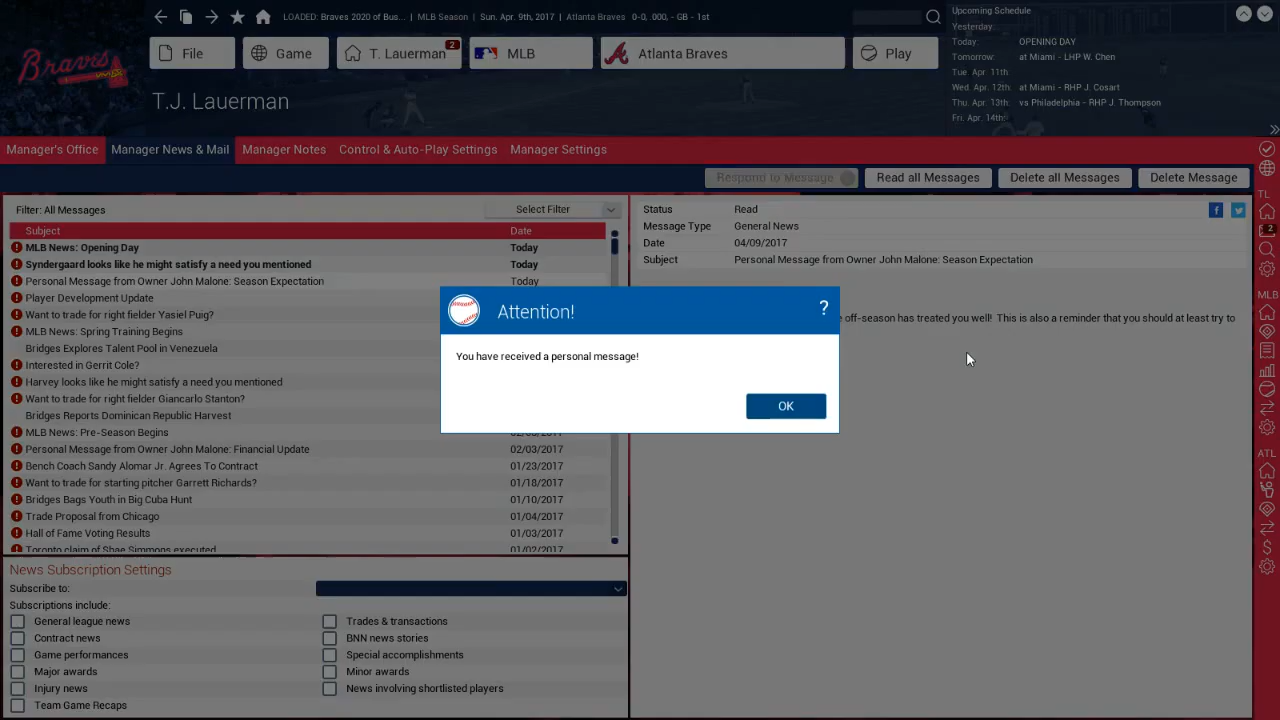 LOADED: Braves 2020 of Bus... | MLB Season | Sun. Apr. 9th, 2017 | Atlanta Braves 0-0, .000, - GB - 1st
Upcoming Schedule
Yesterday:
Today: OPENING DAY
Tomorrow: at Miami - LHP W. Chen
Tue. Apr. 11th:
Wed. Apr. 12th: at Miami - RHP J. Cosart
Thu. Apr. 13th: vs Philadelphia - RHP J. Thompson
Fri. Apr. 14th:
Braves
File
Game
T. Lauerman
2
MLB
Atlanta Braves
Play
T.J. Lauerman
Manager's Office
Manager News & Mail
Manager Notes
Control & Auto-Play Settings
Manager Settings
Respond to Message
Read all Messages
Delete all Messages
Delete Message
Filter: All Messages
Select Filter
Subject Date
MLB News: Opening Day Today
Syndergaard looks like he might satisfy a need you mentioned Today
Personal Message from Owner John Malone: Season Expectation Today
Player Development Update
Want to trade for right fielder Yasiel Puig?
MLB News: Spring Training Begins
Bridges Explores Talent Pool in Venezuela
Interested in Gerrit Cole?
Harvey looks like he might satisfy a need you mentioned
Want to trade for right fielder Giancarlo Stanton?
Bridges Reports Dominican Republic Harvest
MLB News: Pre-Season Begins
Personal Message from Owner John Malone: Financial Update 02/03/2017
Bench Coach Sandy Alomar Jr. Agrees To Contract 01/23/2017
Want to trade for starting pitcher Garrett Richards? 01/18/2017
Bridges Bags Youth in Big Cuba Hunt 01/10/2017
Trade Proposal from Chicago 01/04/2017
Hall of Fame Voting Results 01/03/2017
Toronto claim of Shae Simmons executed 01/02/2017
Status Read
Message Type General News
Date 04/09/2017
Subject Personal Message from Owner John Malone: Season Expectation
off-season has treated you well! This is also a reminder that you should at least try to
Attention!
?
You have received a personal message!
OK
News Subscription Settings
Subscribe to:
Subscriptions include:
General league news
Trades & transactions
Contract news
BNN news stories
Game performances
Special accomplishments
Major awards
Minor awards
Injury news
News involving shortlisted players
Team Game Recaps
TL
2
MLB
ATL